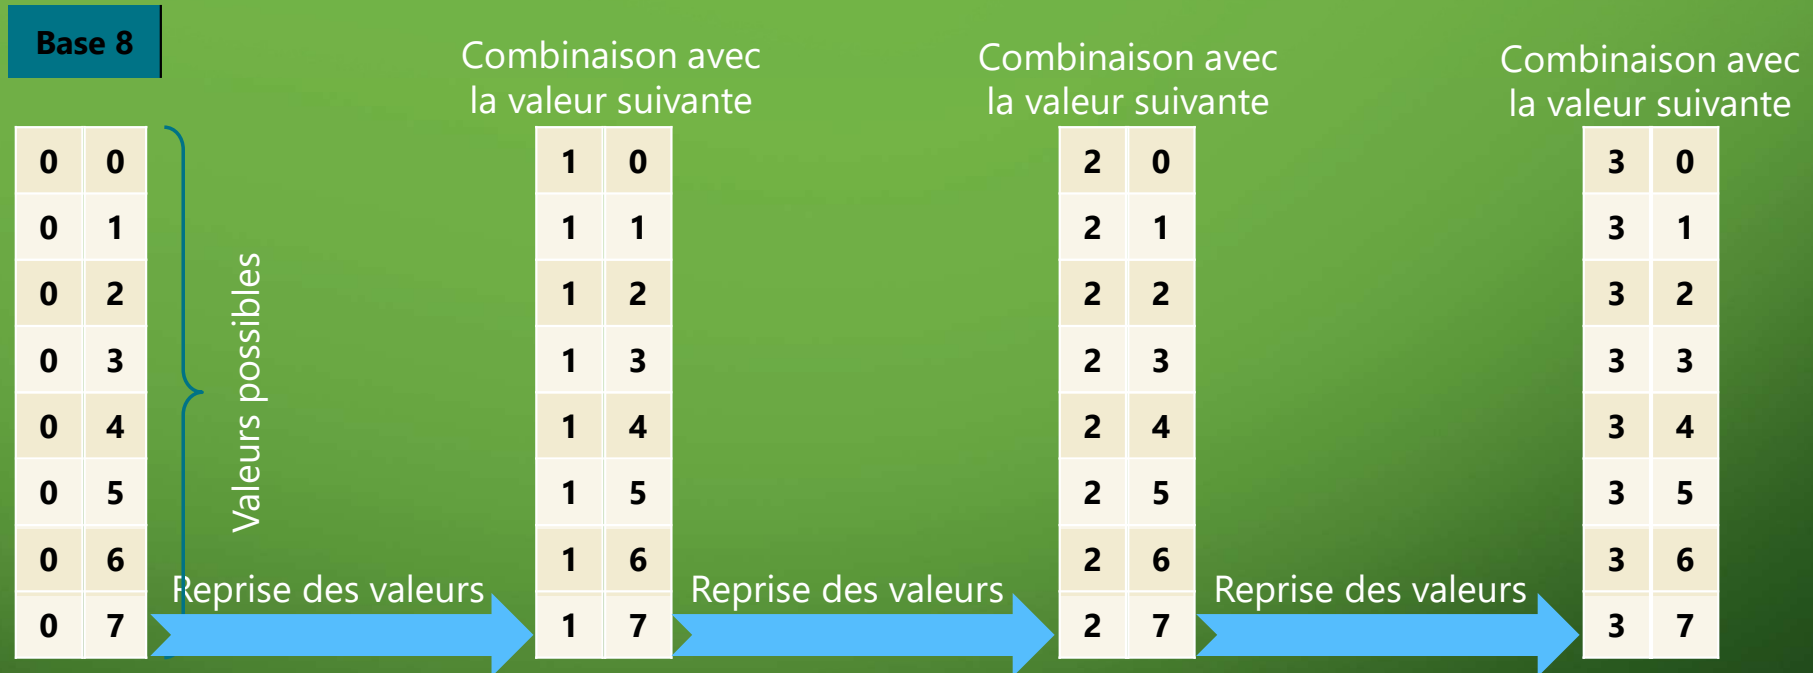 Base 8
Combinaison avec
la valeur suivante
Combinaison avec
la valeur suivante
Combinaison avec
la valeur suivante
0 0
0 1
0 2
0 3
0 4
0 5
0 6
0 7
Valeurs possibles
Reprise des valeurs
1 0
1 1
1 2
1 3
1 4
1 5
1 6
1 7
Reprise des valeurs
2 0
2 1
2 2
2 3
2 4
2 5
2 6
2 7
Reprise des valeurs
3 0
3 1
3 2
3 3
3 4
3 5
3 6
3 7